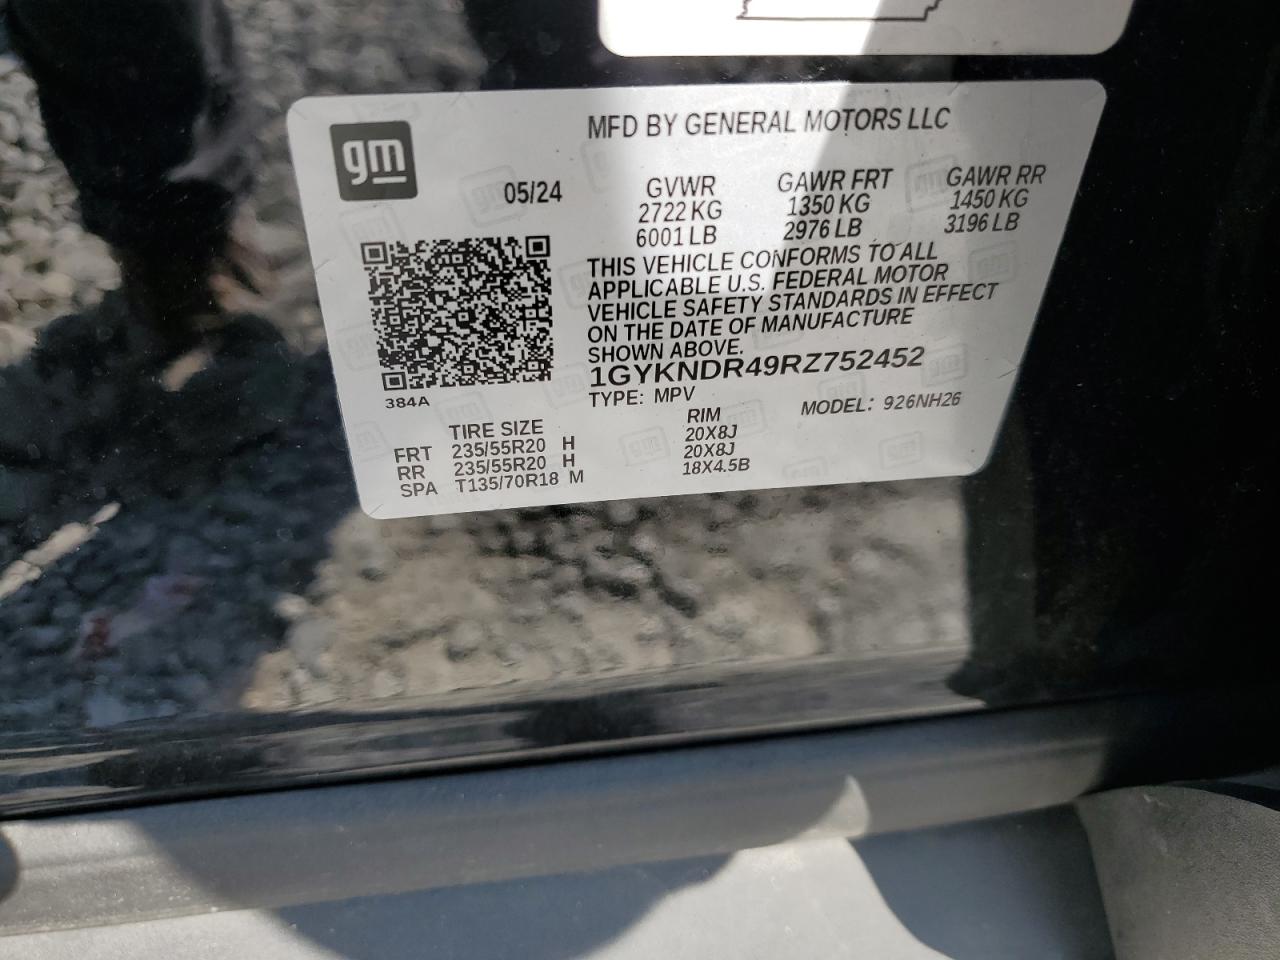 gm
MFD BY GENERAL MOTORS LLC
05/24
GVWR
2722 KG
6001 LB
GAWR FRT
1350 KG
2976 LB
GAWR RR
1450 KG
3196 LB
THIS VEHICLE CONFORMS TO ALL
APPLICABLE U.S. FEDERAL MOTOR
VEHICLE SAFETY STANDARDS IN EFFECT
ON THE DATE OF MANUFACTURE
SHOWN ABOVE.
1GYKNDR49RZ752452
TYPE: MPV
MODEL: 926NH26
384A
TIRE SIZE RIM
FRT 235/55R20 H 20X8J
RR 235/55R20 H 20X8J
SPA T135/70R18 M 18X4.5B